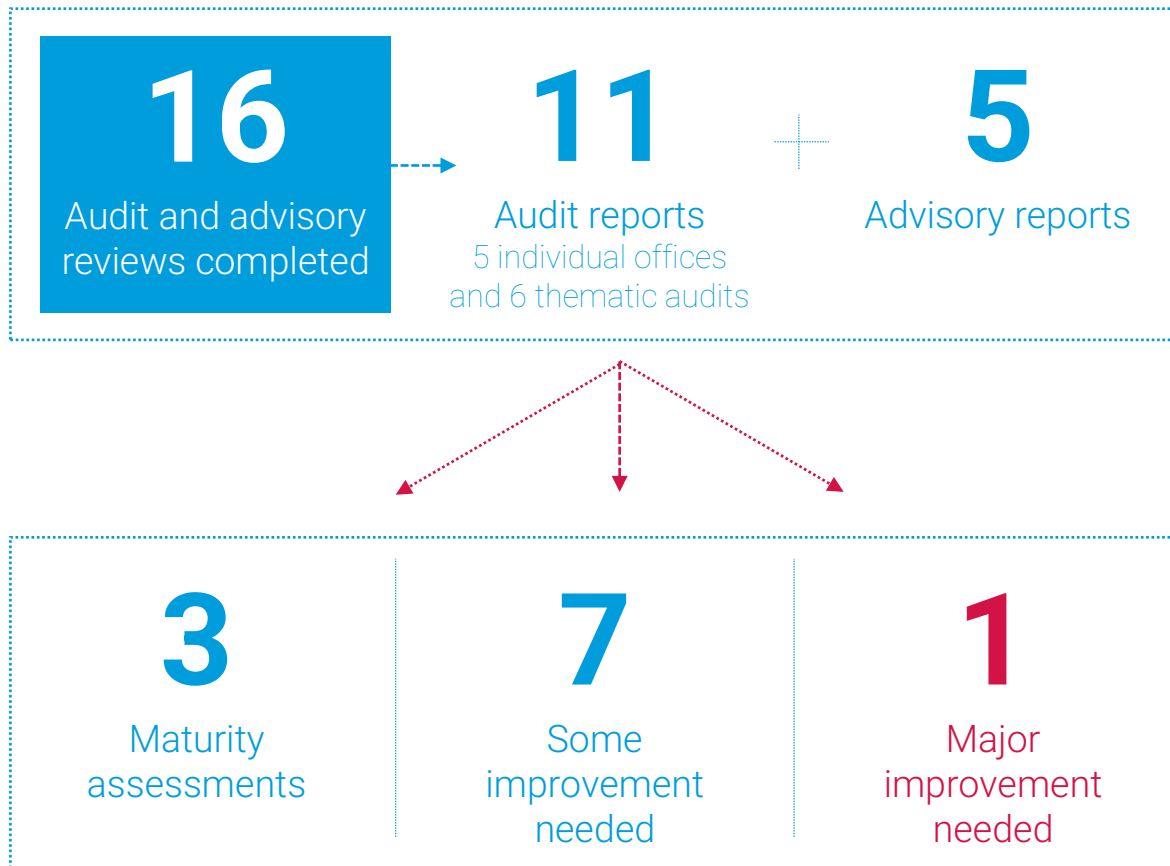 16
Audit and advisory
reviews completed
11
Audit reports
5 individual offices
and 6 thematic audits
5
Advisory reports
3
Maturity
assessments
7
Some
improvement
needed
1
Major
improvement
needed